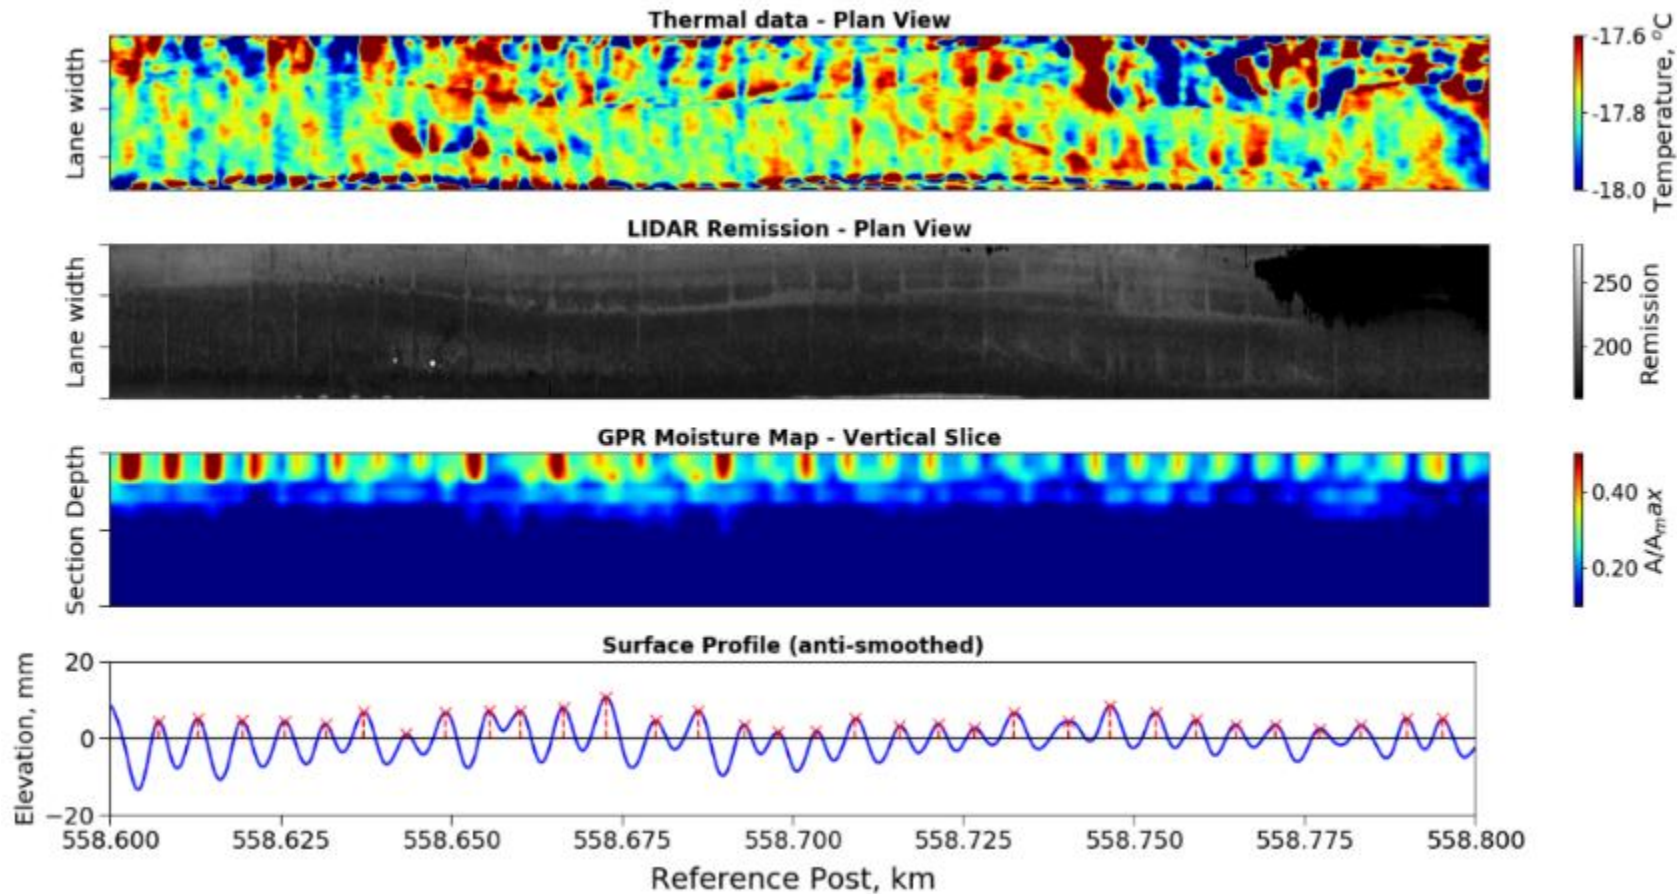 Thermal data - Plan View
Lane width
-17.6
-17.8
-18.0
Temperature, °C
LIDAR Remission - Plan View
Lane width
250
200
Remission
GPR Moisture Map - Vertical Slice
Section Depth
0.40
0.20
A/Amax
Surface Profile (anti-smoothed)
Elevation, mm
20
0
−20
558.600 558.625 558.650 558.675 558.700 558.725 558.750 558.775 558.800
Reference Post, km